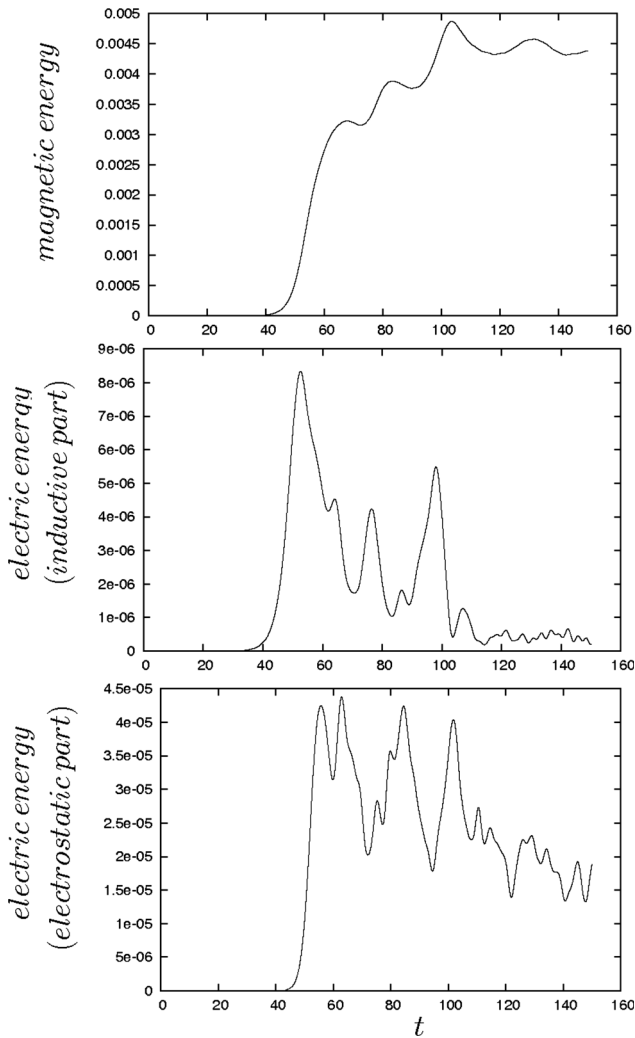 magnetic energy
0.005
0.0045
0.004
0.0035
0.003
0.0025
0.002
0.0015
0.001
0.0005
0
0 20 40 60 80 100 120 140 160
electric energy
(inductive part)
9e-06
8e-06
7e-06
6e-06
5e-06
4e-06
3e-06
2e-06
1e-06
0
0 20 40 60 80 100 120 140 160
electric energy
(electrostatic part)
4.5e-05
4e-05
3.5e-05
3e-05
2.5e-05
2e-05
1.5e-05
1e-05
5e-06
0
0 20 40 60 80 100 120 140 160
t